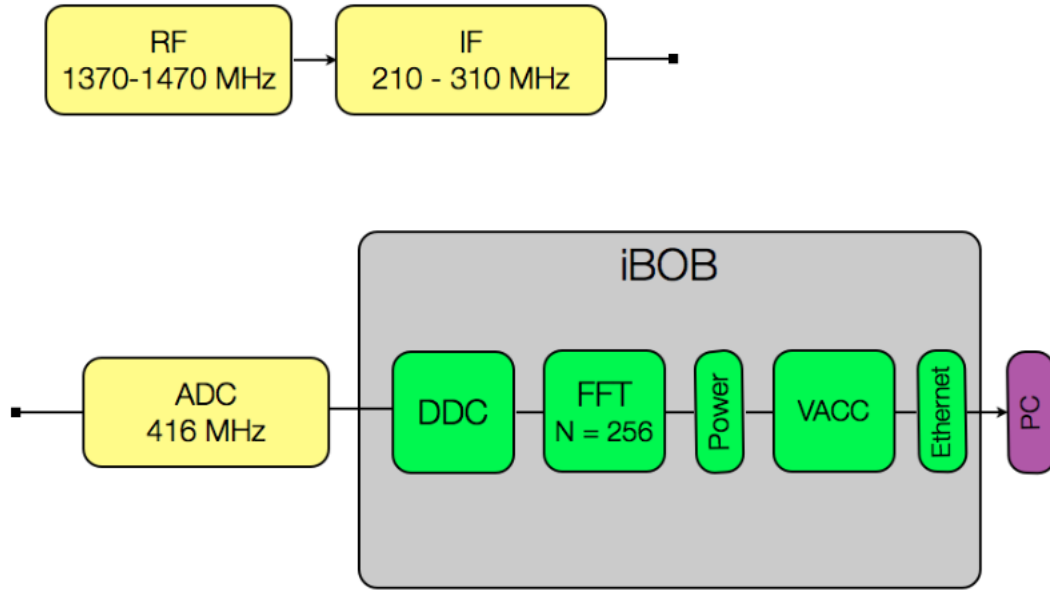 RF
1370-1470 MHz
IF
210 - 310 MHz
iBOB
ADC
416 MHz
DDC
FFT
N = 256
Power
VACC
Ethernet
PC